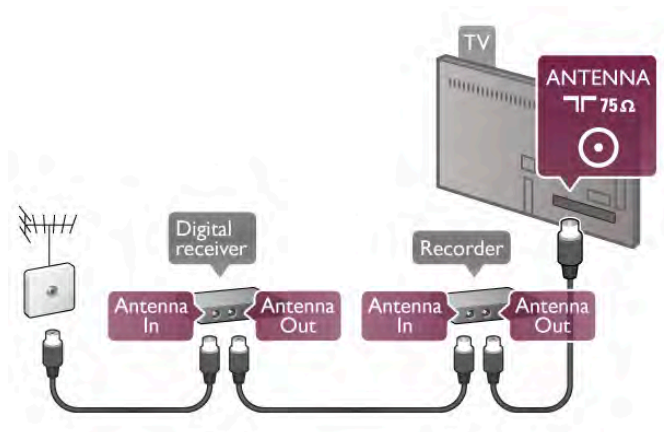 TV
ANTENNA
75 Ω
Digital
receiver
Recorder
Antenna
In
Antenna
Out
Antenna
In
Antenna
Out